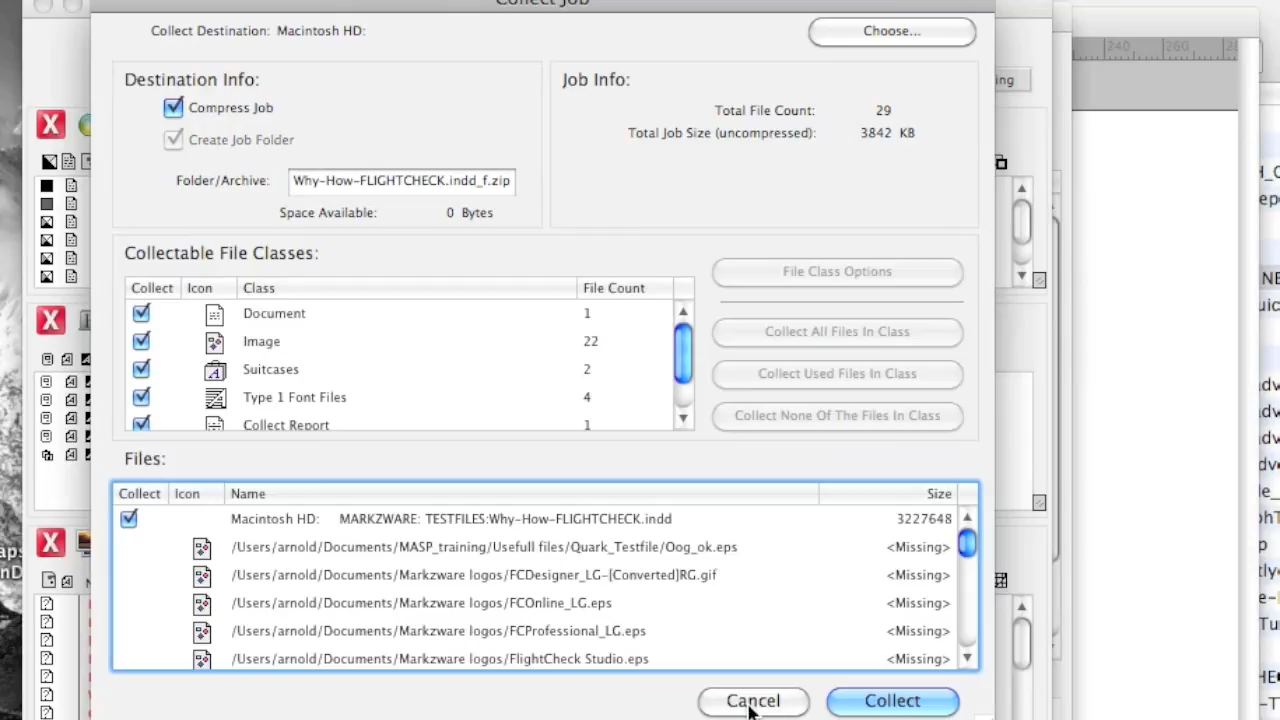 Collect Job
Collect Destination: Macintosh HD:
Choose...
Destination Info:
Compress Job
Create Job Folder
Folder/Archive: Why-How-FLIGHTCHECK.indd_f.zip
Space Available: 0 Bytes
Job Info:
Total File Count: 29
Total Job Size (uncompressed): 3842 KB
ing
240 260
Collectable File Classes:
Collect Icon Class File Count
Document 1
Image 22
Suitcases 2
Type 1 Font Files 4
Collect Report 1
File Class Options
Collect All Files In Class
Collect Used Files In Class
Collect None Of The Files In Class
Files:
Collect Icon Name Size
Macintosh HD: MARKZWARE: TESTFILES:Why-How-FLIGHTCHECK.indd 3227648
/Users/arnold/Documents/MASP_training/Usefull files/Quark_Testfile/Oog_ok.eps <Missing>
/Users/arnold/Documents/Markzware logos/FCDesigner_LG-[Converted]RG.gif <Missing>
/Users/arnold/Documents/Markzware logos/FCOnline_LG.eps <Missing>
/Users/arnold/Documents/Markzware logos/FCProfessional_LG.eps <Missing>
/Users/arnold/Documents/Markzware logos/FlightCheck Studio.eps <Missing>
Cancel
Collect